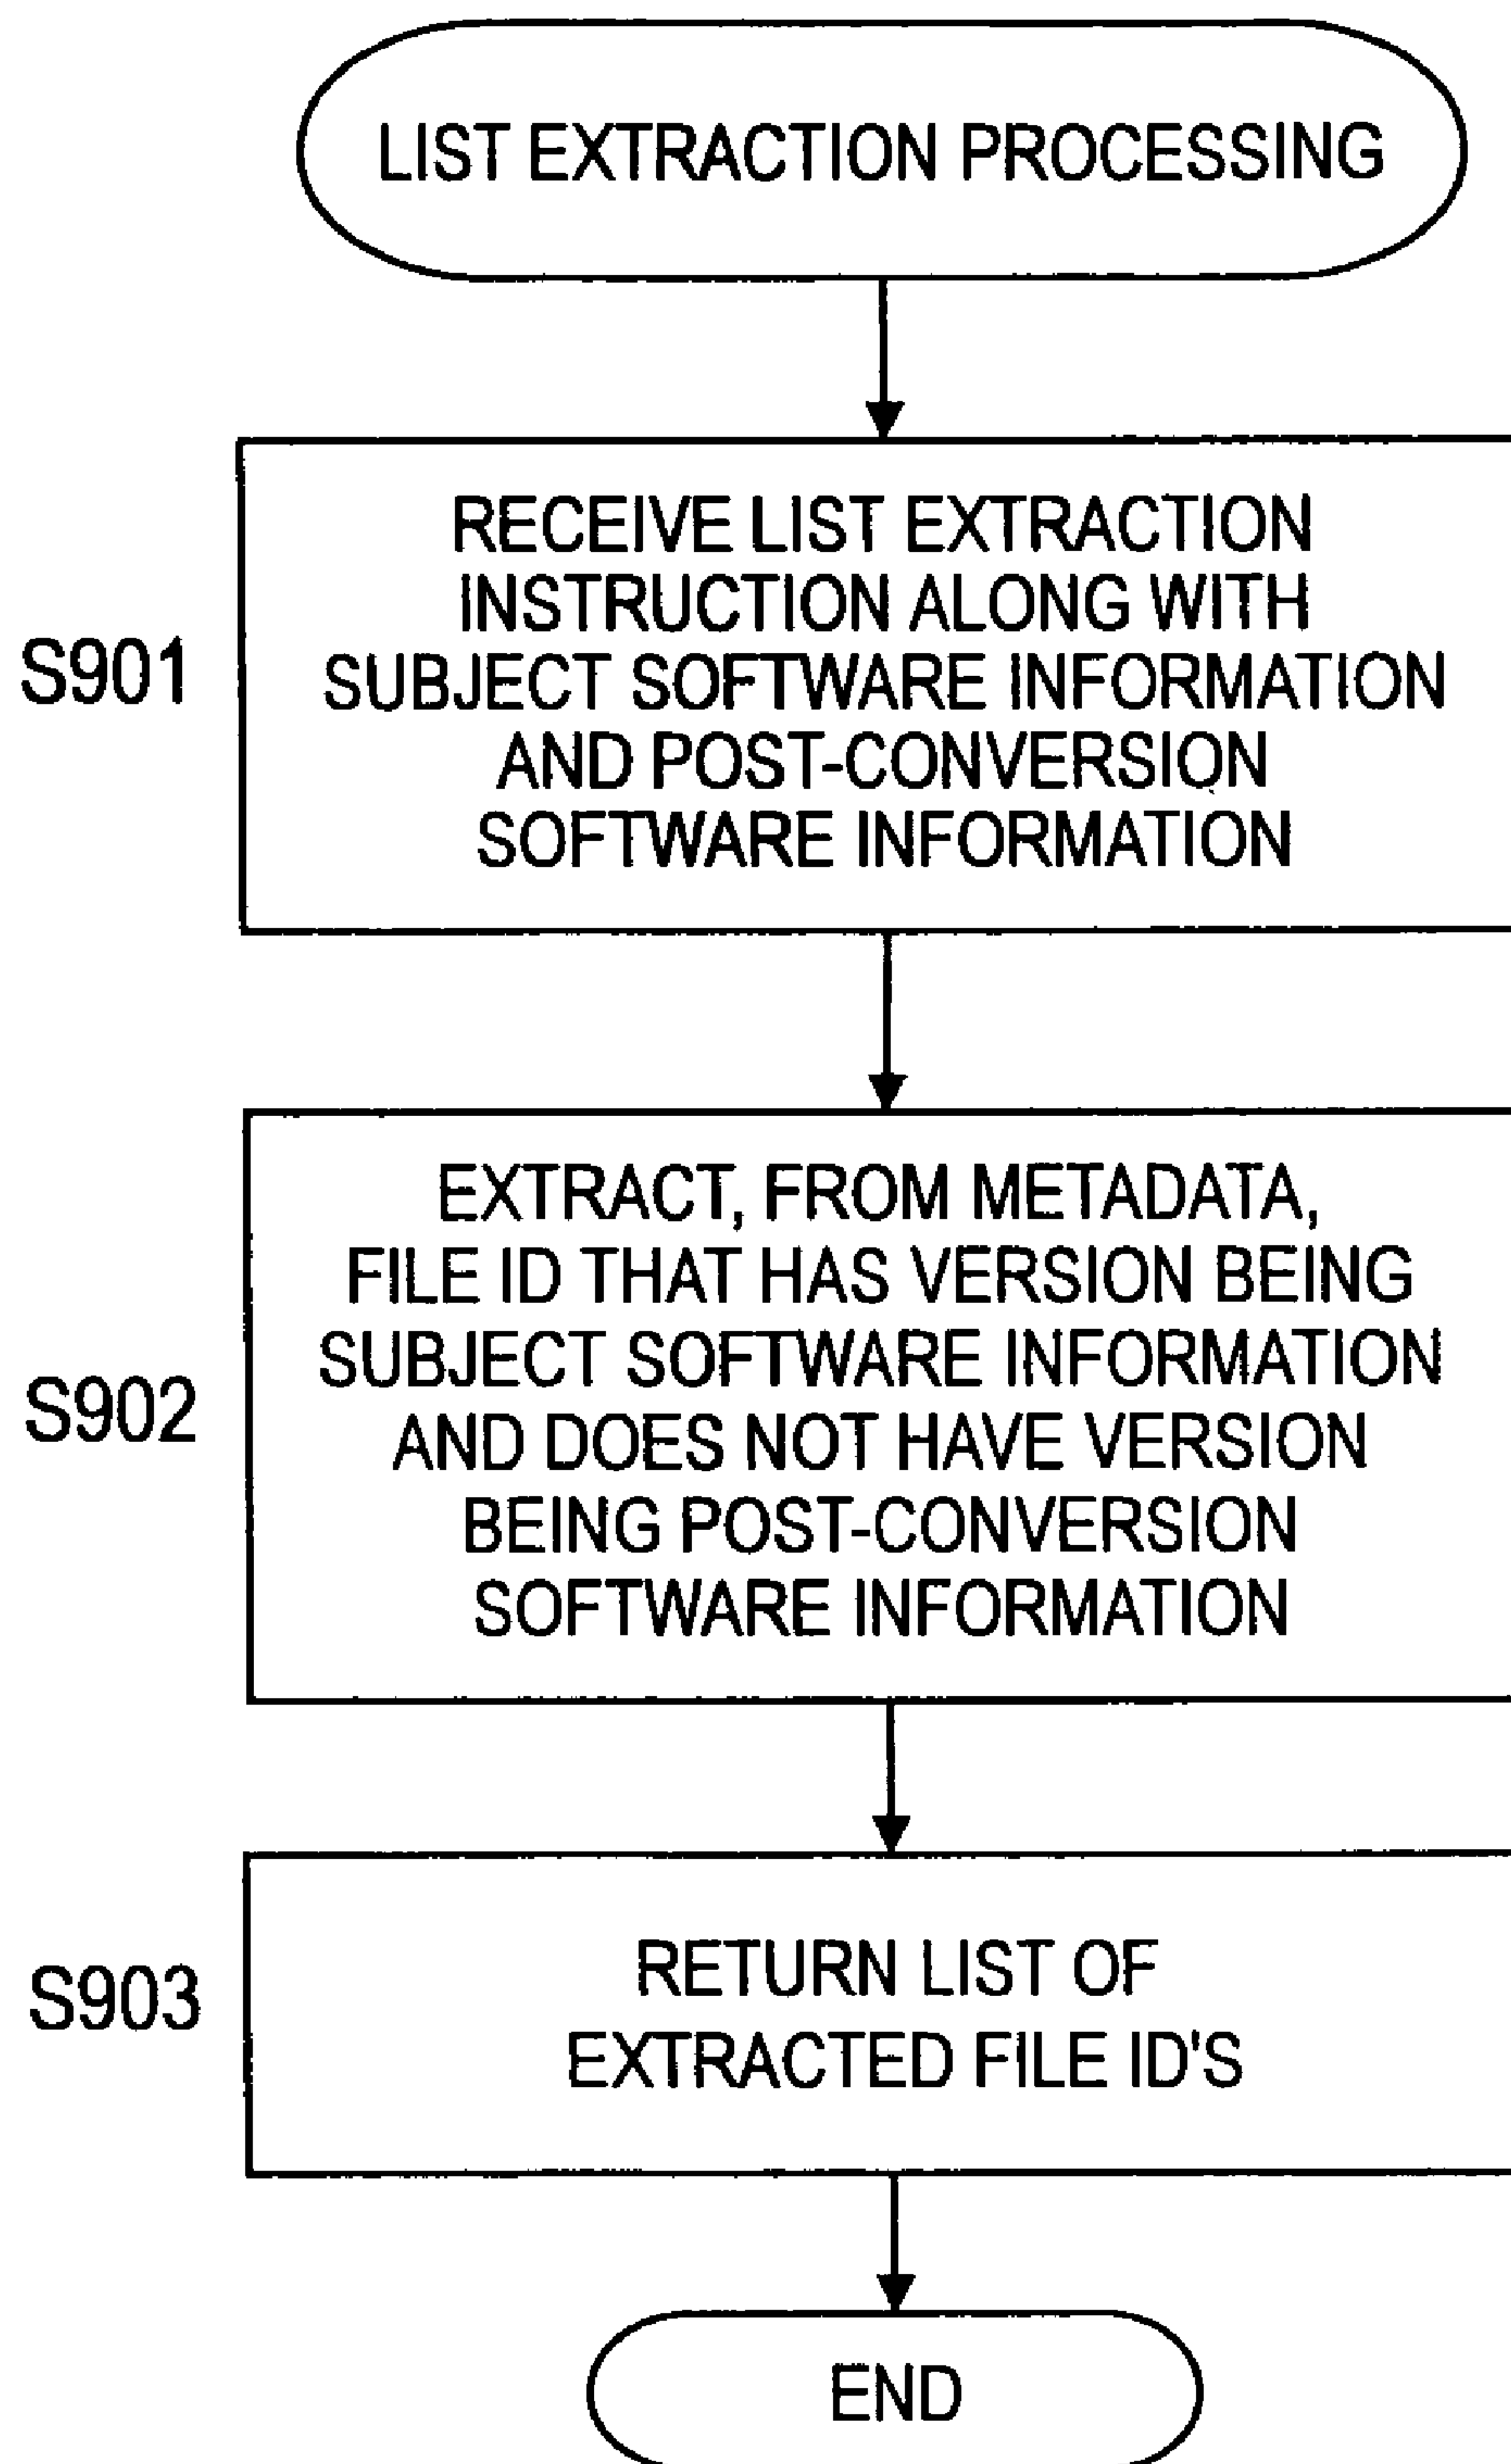 LIST EXTRACTION PROCESSING
S901
RECEIVE LIST EXTRACTION
INSTRUCTION ALONG WITH
SUBJECT SOFTWARE INFORMATION
AND POST-CONVERSION
SOFTWARE INFORMATION
S902
EXTRACT, FROM METADATA,
FILE ID THAT HAS VERSION BEING
SUBJECT SOFTWARE INFORMATION
AND DOES NOT HAVE VERSION
BEING POST-CONVERSION
SOFTWARE INFORMATION
S903
RETURN LIST OF
EXTRACTED FILE ID'S
END